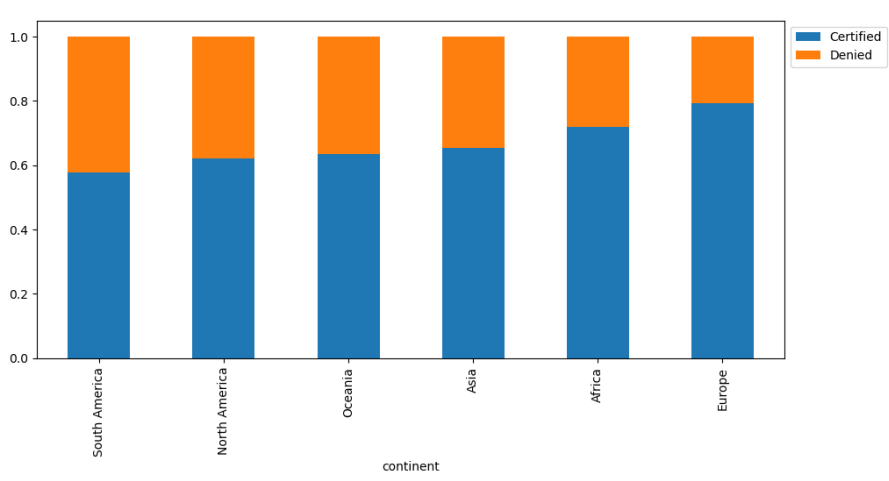 1.0
0.8
0.6
0.4
0.2
0.0
Certified
Denied
South America
North America
Oceania
Asia
Africa
Europe
continent